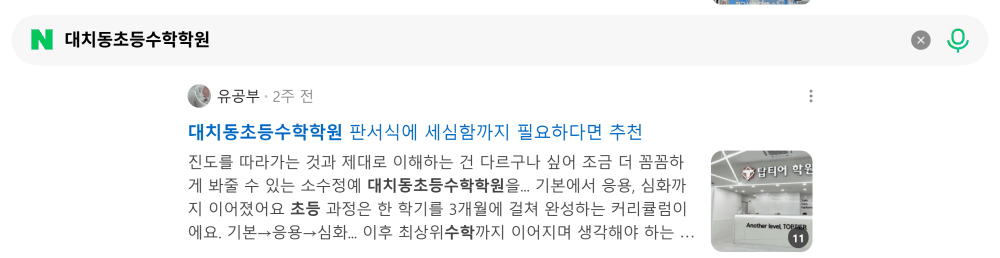 N 대치동초등수학학원
유공부 · 2주 전
대치동초등수학학원 판서식에 세심함까지 필요하다면 추천
진도를 따라가는 것과 제대로 이해하는 건 다르구나 싶어 조금 더 꼼꼼하
게 봐줄 수 있는 소수정예 대치동초등수학학원을... 기본에서 응용, 심화까
지 이어졌어요 초등 과정은 한 학기를 3개월에 걸쳐 완성하는 커리큘럼이
에요. 기본→응용→심화... 이후 최상위수학까지 이어지며 생각해야 하는 ...
탑티어 학원
Another level, TOPTIER
11